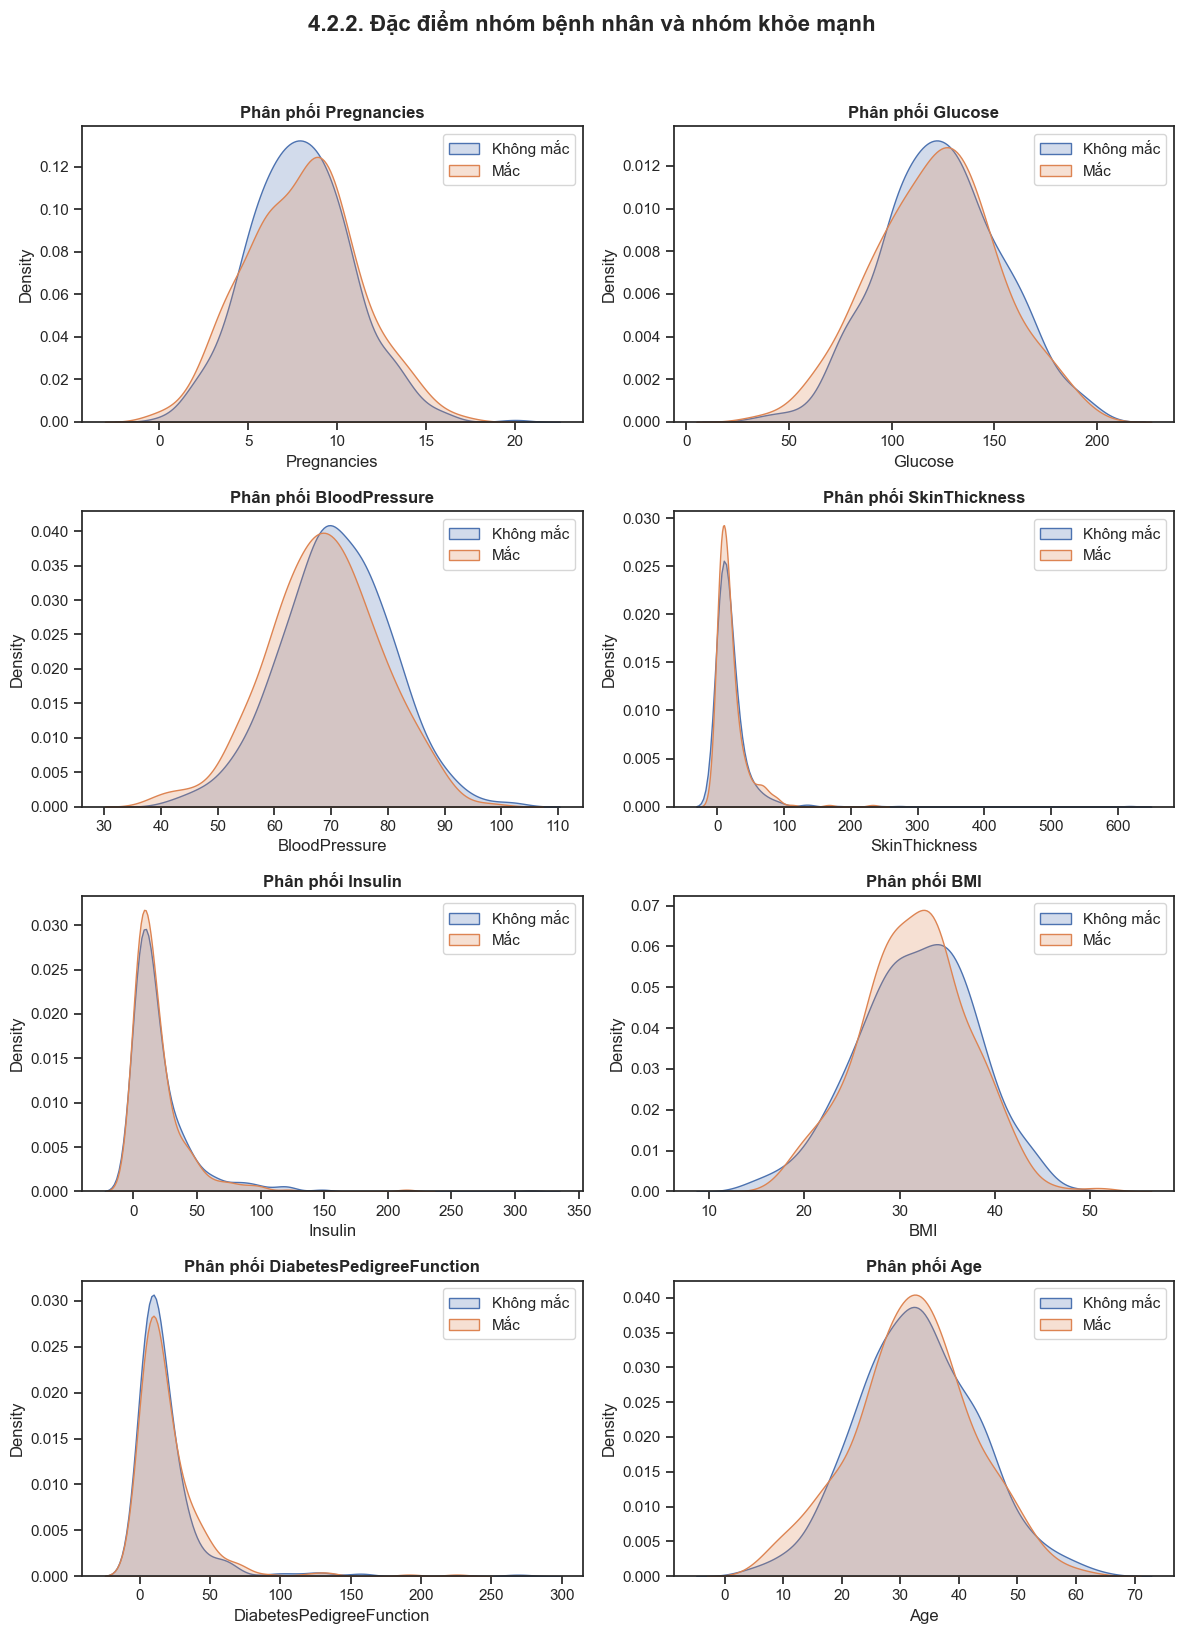 4.2.2. Đặc điểm nhóm bệnh nhân và nhóm khỏe mạnh
Phân phối Pregnancies
Không mắc
Mắc
0.12
0.10
0.08
0.06
0.04
0.02
0.00
Density
0 5 10 15 20
Pregnancies
Phân phối Glucose
Không mắc
Mắc
0.012
0.010
0.008
0.006
0.004
0.002
0.000
Density
0 50 100 150 200
Glucose
Phân phối BloodPressure
Không mắc
Mắc
0.040
0.035
0.030
0.025
0.020
0.015
0.010
0.005
0.000
Density
30 40 50 60 70 80 90 100 110
BloodPressure
Phân phối SkinThickness
Không mắc
Mắc
0.030
0.025
0.020
0.015
0.010
0.005
0.000
Density
0 100 200 300 400 500 600
SkinThickness
Phân phối Insulin
Không mắc
Mắc
0.030
0.025
0.020
0.015
0.010
0.005
0.000
Density
0 50 100 150 200 250 300 350
Insulin
Phân phối BMI
Không mắc
Mắc
0.07
0.06
0.05
0.04
0.03
0.02
0.01
0.00
Density
10 20 30 40 50
BMI
Phân phối DiabetesPedigreeFunction
Không mắc
Mắc
0.030
0.025
0.020
0.015
0.010
0.005
0.000
Density
0 50 100 150 200 250 300
DiabetesPedigreeFunction
Phân phối Age
Không mắc
Mắc
0.040
0.035
0.030
0.025
0.020
0.015
0.010
0.005
0.000
Density
0 10 20 30 40 50 60 70
Age